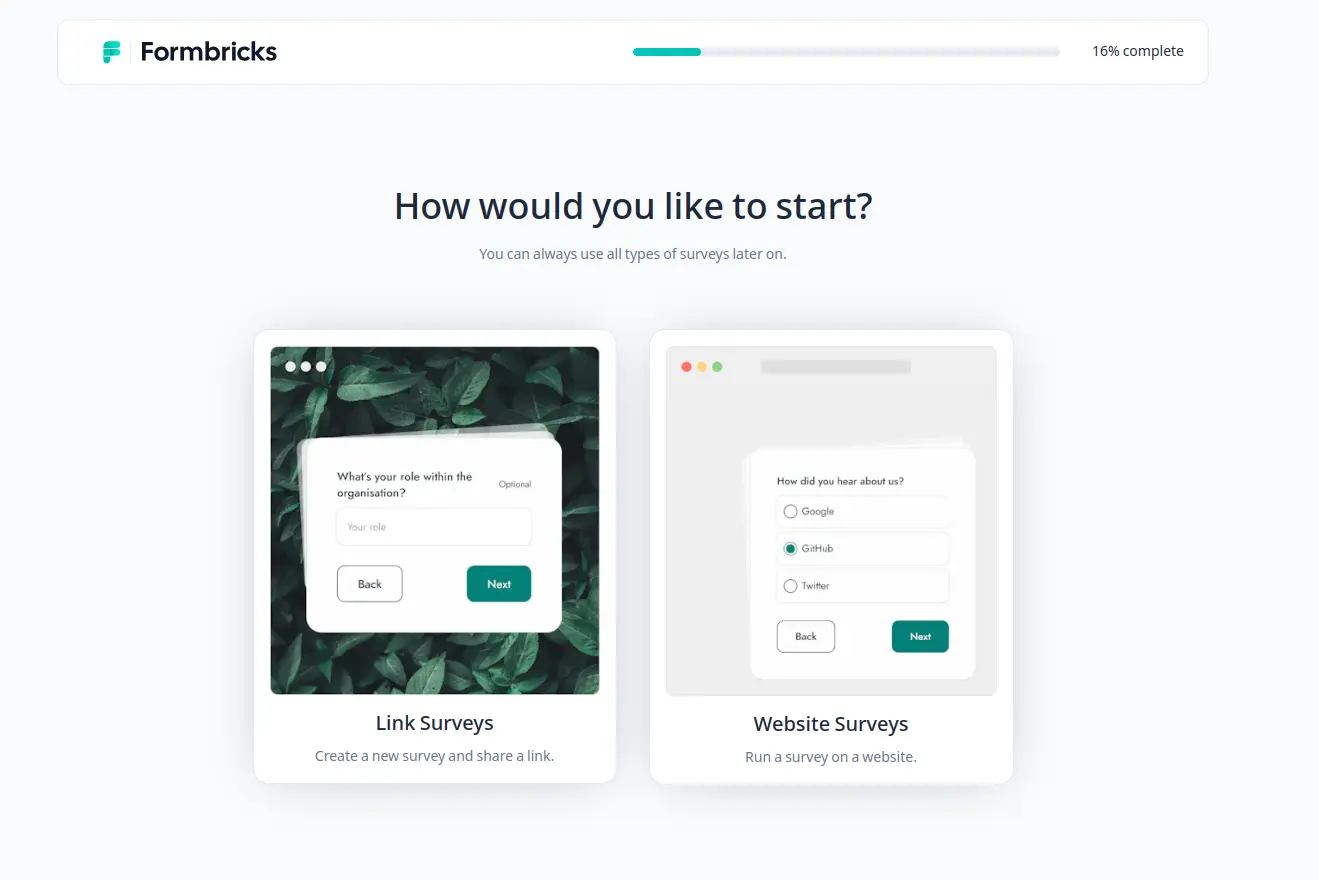 Formbricks
16% complete
How would you like to start?
You can always use all types of surveys later on.
What's your role within the
organisation?
Optional
Your role
Back
Next
Link Surveys
Create a new survey and share a link.
How did you hear about us?
Google
GitHub
Twitter
Back
Next
Website Surveys
Run a survey on a website.